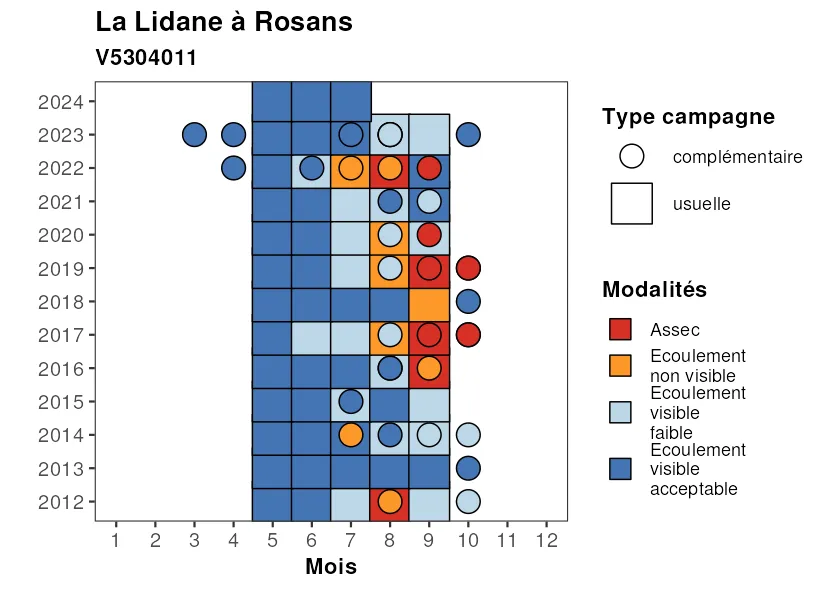 La Lidane à Rosans
V5304011
2024
2023
2022
2021
2020
2019
2018
2017
2016
2015
2014
2013
2012
1 2 3 4 5 6 7 8 9 10 11 12
Mois
Type campagne
complémentaire
usuelle
Modalités
Assec
Ecoulement
non visible
Ecoulement
visible
faible
Ecoulement
visible
acceptable